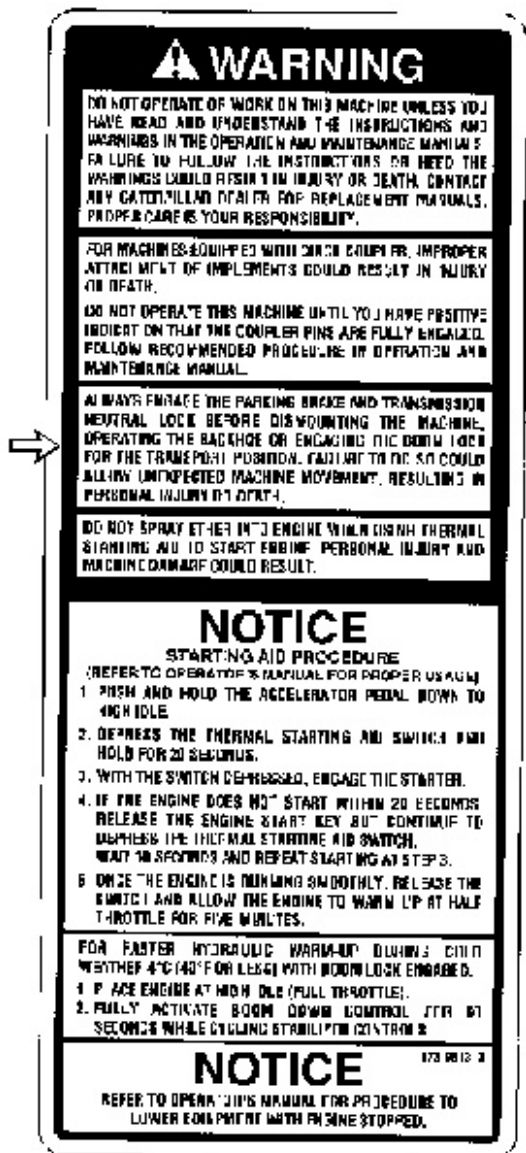 WARNING
DO NOT OPERATE OR WORK ON THIS MACHINE UNLESS YOU
HAVE READ AND UNDERSTAND THE INSTRUCTIONS AND
WARNINGS IN THE OPERATION AND MAINTENANCE MANUALS.
FAILURE TO FOLLOW THE INSTRUCTIONS OR HEED THE
WARNINGS COULD RESULT IN INJURY OR DEATH. CONTACT
ANY CATERPILLAR DEALER FOR REPLACEMENT MANUALS.
PROPER CARE IS YOUR RESPONSIBILITY.
FOR MACHINES EQUIPPED WITH QUICK COUPLER, IMPROPER
ATTACHMENT OF IMPLEMENTS COULD RESULT IN INJURY
OR DEATH.
DO NOT OPERATE THIS MACHINE UNTIL YOU HAVE POSITIVE
INDICATION THAT THE COUPLER PINS ARE FULLY ENGAGED.
FOLLOW RECOMMENDED PROCEDURE IN OPERATION AND
MAINTENANCE MANUAL.
ALWAYS ENGAGE THE PARKING BRAKE AND TRANSMISSION
NEUTRAL LOCK BEFORE DISMOUNTING THE MACHINE,
OPERATING THE BACKHOE OR ENGAGING THE BOOM LOCK
FOR THE TRANSPORT POSITION. FAILURE TO DO SO COULD
ALLOW UNEXPECTED MACHINE MOVEMENT, RESULTING IN
PERSONAL INJURY OR DEATH.
DO NOT SPRAY ETHER INTO ENGINE WHEN USING THERMAL
STARTING AID TO START ENGINE. PERSONAL INJURY AND
MACHINE DAMAGE COULD RESULT.
NOTICE
STARTING AID PROCEDURE
(REFER TO OPERATOR'S MANUAL FOR PROPER USAGE)
1. PUSH AND HOLD THE ACCELERATOR PEDAL DOWN TO
HIGH IDLE.
2. DEPRESS THE THERMAL STARTING AID SWITCH AND
HOLD FOR 20 SECONDS.
3. WITH THE SWITCH DEPRESSED, ENGAGE THE STARTER.
4. IF THE ENGINE DOES NOT START WITHIN 20 SECONDS
RELEASE THE ENGINE START KEY BUT CONTINUE TO
DEPRESS THE THERMAL STARTING AID SWITCH.
WAIT SECONDS AND REPEAT STARTING AT STEP 3.
5. ONCE THE ENGINE IS RUNNING SMOOTHLY, RELEASE THE
SWITCH AND ALLOW THE ENGINE TO WARM UP AT HALF
THROTTLE FOR FIVE MINUTES.
FOR FASTER HYDRAULIC WARM-UP DURING COLD
WEATHER 4°C (40°F OR LESS) WITH BOOM LOCK ENGAGED.
1. PLACE ENGINE AT HIGH IDLE (FULL THROTTLE).
2. FULLY ACTIVATE BOOM DOWN CONTROL FOR
SECONDS WHILE CYCLING STABILIZER CONTROLS
NOTICE
REFER TO OPERATOR'S MANUAL FOR PROCEDURE TO
LOWER EQUIPMENT WITH ENGINE STOPPED.